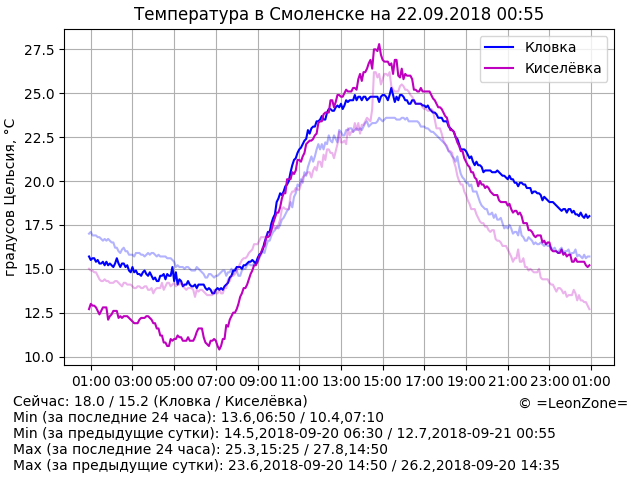 Температура в Смоленске на 22.09.2018 00:55
Кловка
Киселёвка
градусов Цельсия, °C
27.5
25.0
22.5
20.0
17.5
15.0
12.5
10.0
01:00 03:00 05:00 07:00 09:00 11:00 13:00 15:00 17:00 19:00 21:00 23:00 01:00
Сейчас: 18.0 / 15.2 (Кловка / Киселёвка)
© =LeonZone=
Min (за последние 24 часа): 13.6,06:50 / 10.4,07:10
Min (за предыдущие сутки): 14.5,2018-09-20 06:30 / 12.7,2018-09-21 00:55
Max (за последние 24 часа): 25.3,15:25 / 27.8,14:50
Max (за предыдущие сутки): 23.6,2018-09-20 14:50 / 26.2,2018-09-20 14:35